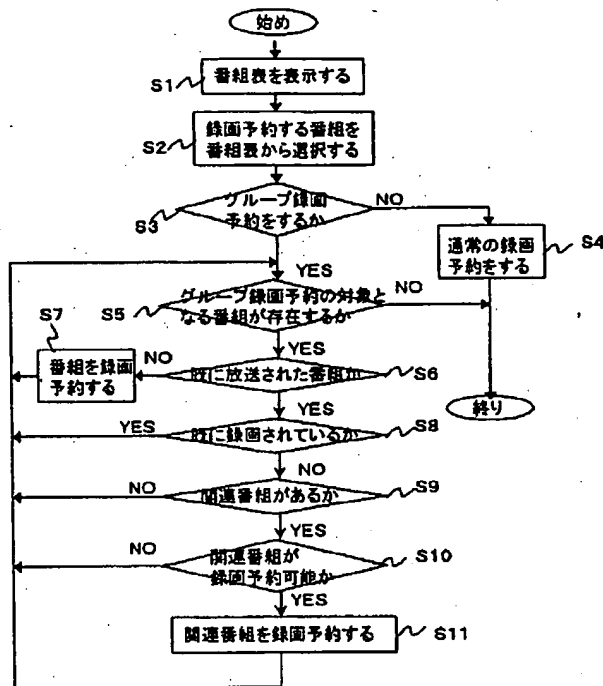 始め
番組表を表示する
S1
録画予約する番組を
番組表から選択する
S2
グループ録画
予約をするか
NO
S3
通常の録画
予約をする
S4
YES
グループ録画予約の対象と
なる番組が存在するか
NO
S5
S7
YES
番組を録画
予約する
NO
既に放送された番組か
S6
終り
YES
YES
既に録画されているか
S8
NO
NO
関連番組があるか
S9
YES
NO
関連番組が
録画予約可能か
S10
YES
関連番組を録画予約する
S11